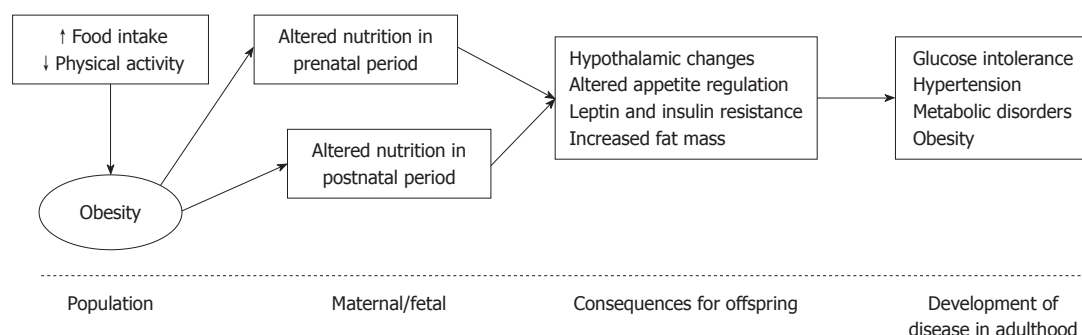 ↑ Food intake
↓ Physical activity
Obesity
Altered nutrition in
prenatal period
Altered nutrition in
postnatal period
Hypothalamic changes
Altered appetite regulation
Leptin and insulin resistance
Increased fat mass
Glucose intolerance
Hypertension
Metabolic disorders
Obesity
Population
Maternal/fetal
Consequences for offspring
Development of
disease in adulthood